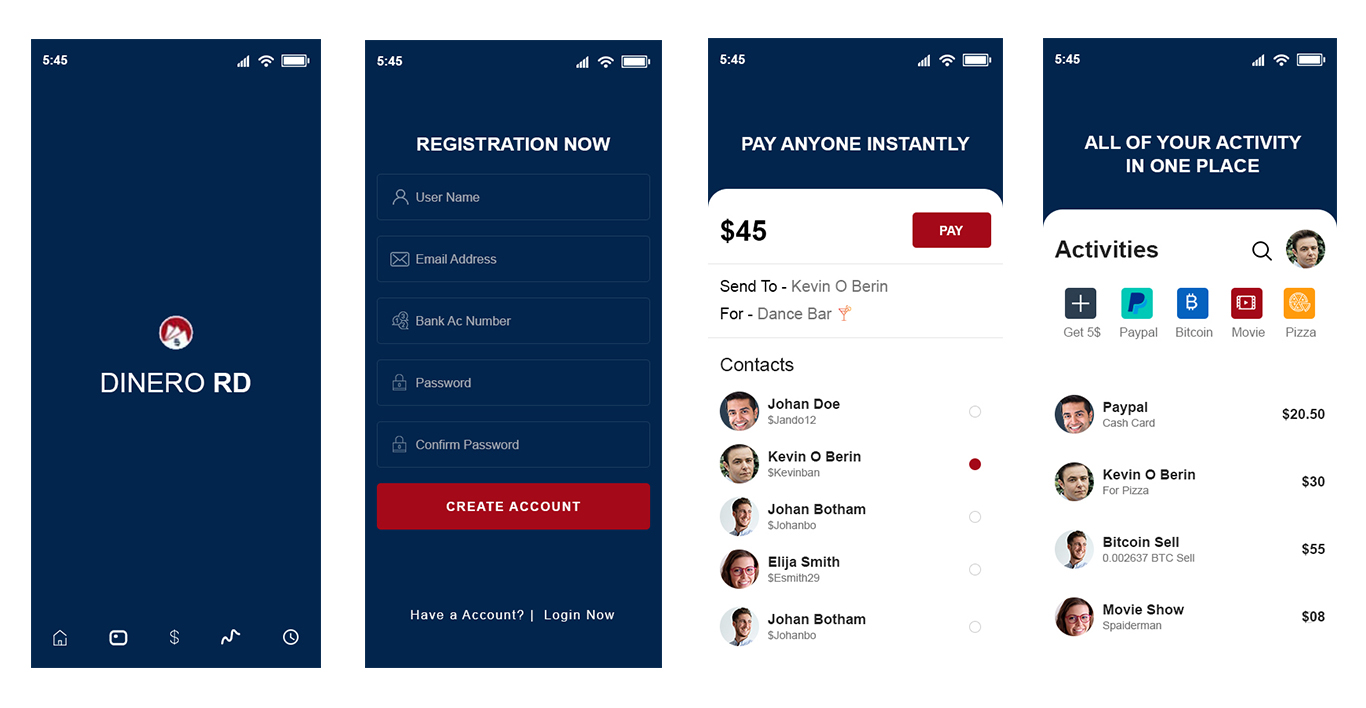 5:45
DINERO RD
5:45
REGISTRATION NOW
User Name
Email Address
Bank Ac Number
Password
Confirm Password
CREATE ACCOUNT
Have a Account? | Login Now
5:45
PAY ANYONE INSTANTLY
$45
PAY
Send To - Kevin O Berin
For - Dance Bar 🍸
Contacts
Johan Doe
$Jando12
Kevin O Berin
$Kevinban
Johan Botham
$Johanbo
Elija Smith
$Esmith29
Johan Botham
$Johanbo
5:45
ALL OF YOUR ACTIVITY
IN ONE PLACE
Activities
Get 5$ Paypal Bitcoin Movie Pizza
Paypal $20.50
Cash Card
Kevin O Berin $30
For Pizza
Bitcoin Sell $55
0.002637 BTC Sell
Movie Show $08
Spaiderman